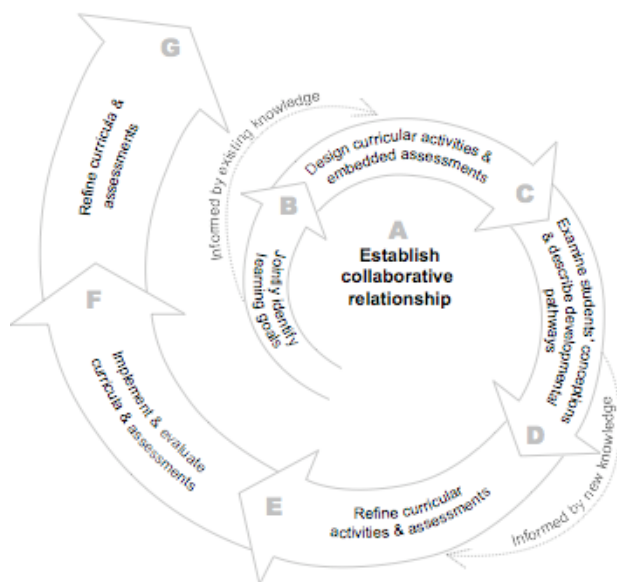 A
Establish
collaborative
relationship
B
Jointly identify
learning goals
Informed by existing knowledge
C
Design curricular activities &
embedded assessments
D
Examine students' conceptions
& describe developmental
pathways
Informed by new knowledge
E
Refine curricular
activities & assessments
F
Implement & evaluate
curricula & assessments
G
Refine curricula &
assessments